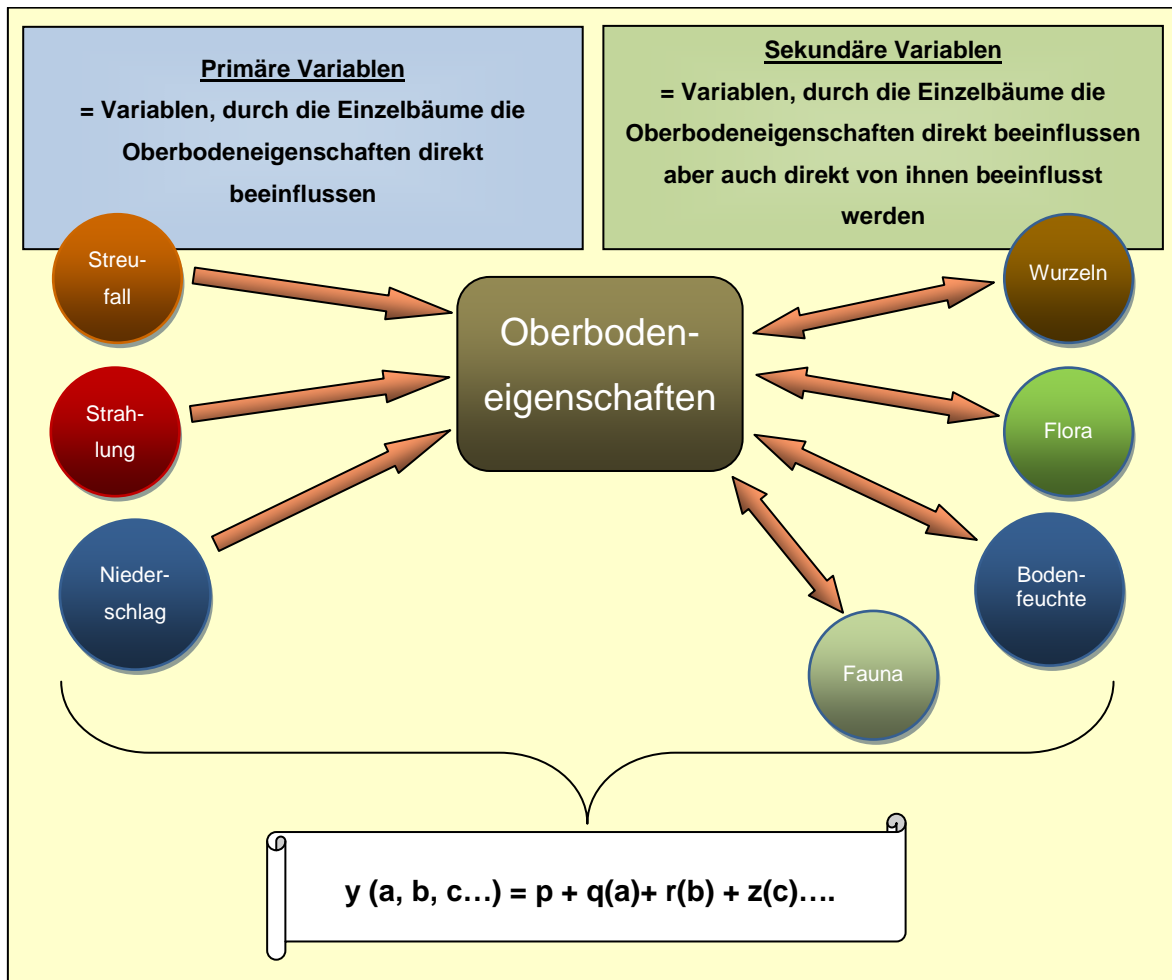 Primäre Variablen
= Variablen, durch die Einzelbäume die
Oberbodeneigenschaften direkt
beeinflussen
Sekundäre Variablen
= Variablen, durch die Einzelbäume die
Oberbodeneigenschaften direkt beeinflussen
aber auch direkt von ihnen beeinflusst
werden
Streu-
fall
Strah-
lung
Nieder-
schlag
Oberboden-
eigenschaften
Wurzeln
Flora
Boden-
feuchte
Fauna
y (a, b, c…) = p + q(a)+ r(b) + z(c)….